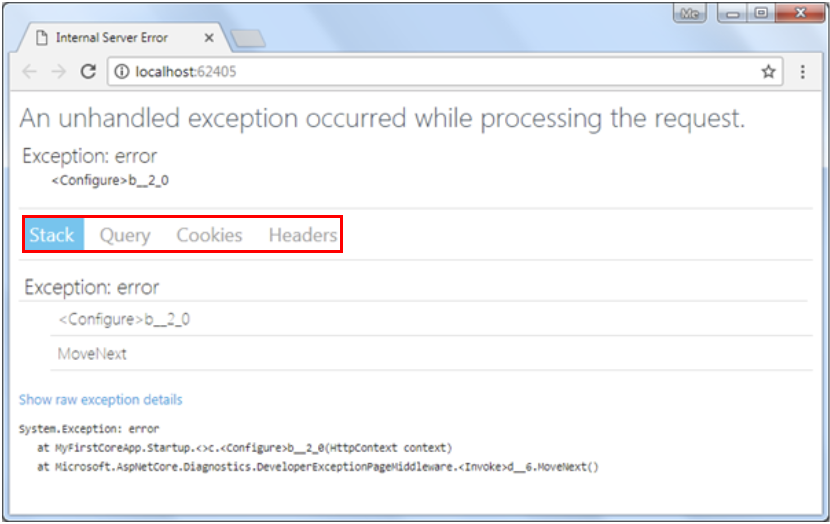 Me
Internal Server Error
localhost:62405
An unhandled exception occurred while processing the request.
Exception: error
<Configure>b__2_0
Stack Query Cookies Headers
Exception: error
<Configure>b__2_0
MoveNext
Show raw exception details
System.Exception: error
at MyFirstCoreApp.Startup.<>c.<Configure>b__2_0(HttpContext context)
at Microsoft.AspNetCore.Diagnostics.DeveloperExceptionPageMiddleware.<Invoke>d__6.MoveNext()